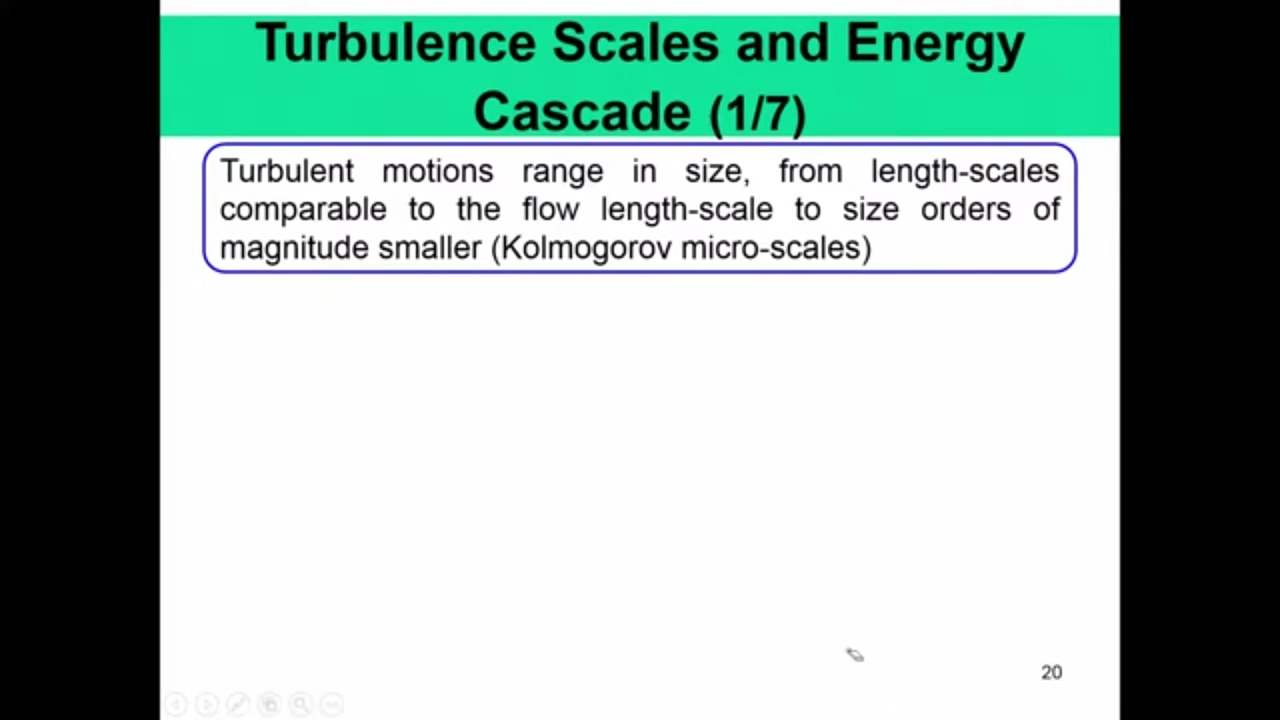 Turbulence Scales and Energy
Cascade (1/7)
Turbulent motions range in size, from length-scales
comparable to the flow length-scale to size orders of
magnitude smaller (Kolmogorov micro-scales)
20